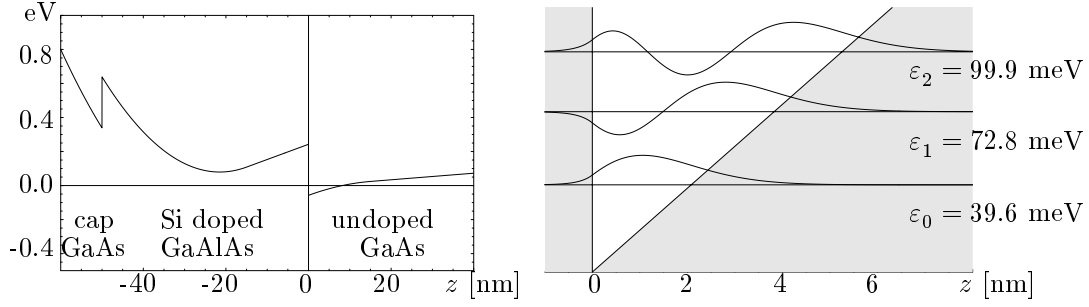 eV
0.8
0.4
0.0
-0.4
cap
GaAs
Si doped
GaAlAs
undoped
GaAs
-40 -20 0 20 z [nm]
ε2 = 99.9 meV
ε1 = 72.8 meV
ε0 = 39.6 meV
0 2 4 6 z [nm]